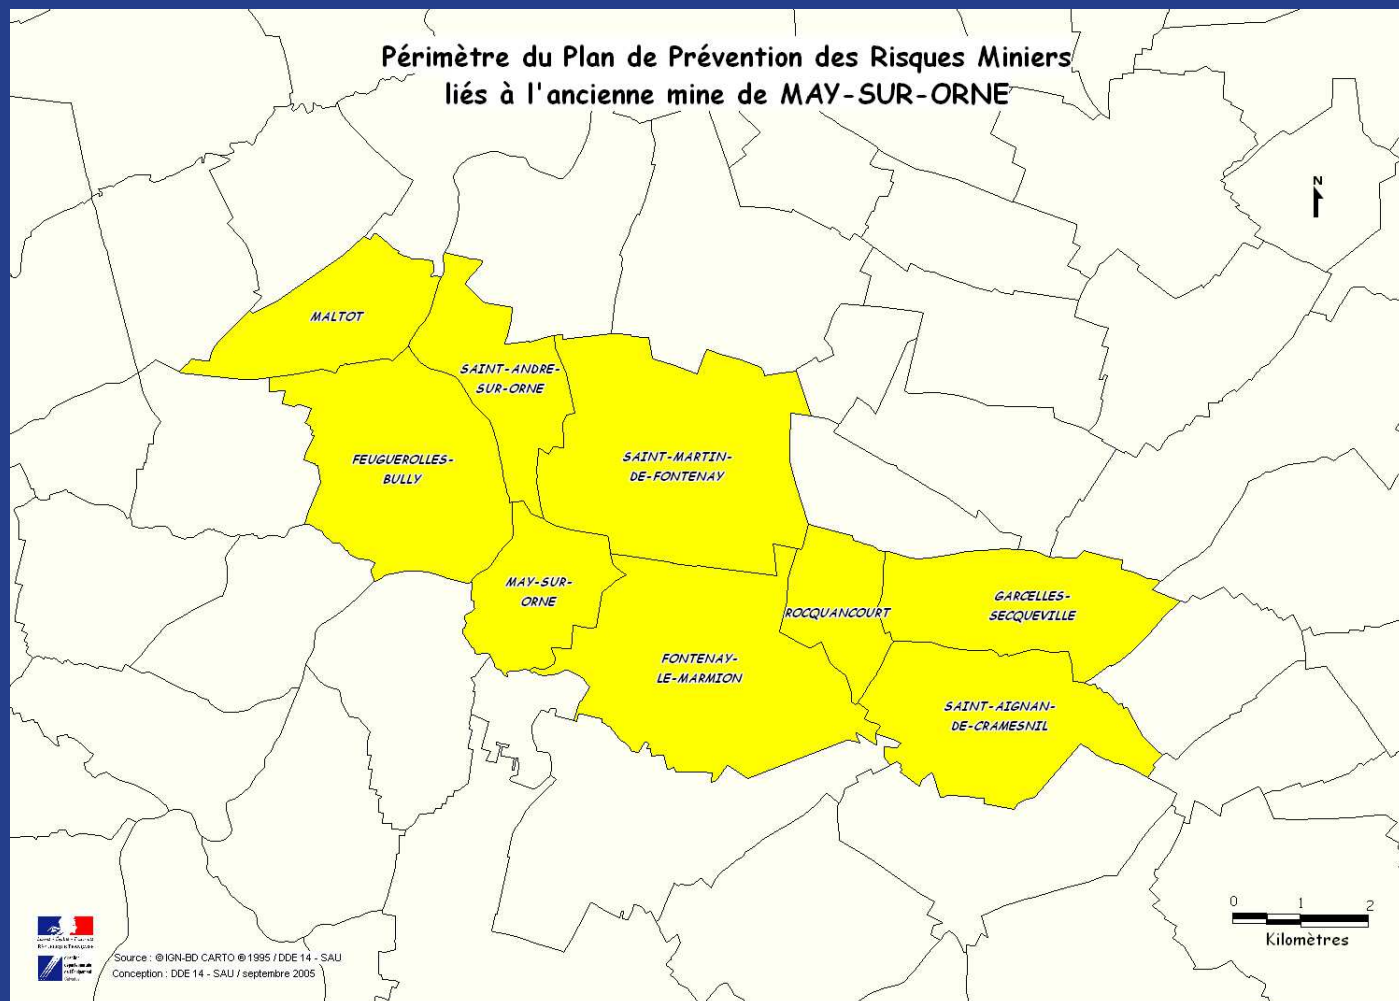 Périmètre du Plan de Prévention des Risques Miniers
liés à l'ancienne mine de MAY-SUR-ORNE
N
MALTOT
SAINT-ANDRE-
SUR-ORNE
FEUGUEROLLES-
BULLY
SAINT-MARTIN-
DE-FONTENAY
MAY-SUR-
ORNE
ROCQUANCOURT
GARCELLES-
SECQUEVILLE
FONTENAY-
LE-MARMION
SAINT-AIGNAN-
DE-CRAMESNIL
0 1 2
Kilomètres
Source : © IGN-BD CARTO ® 1995 / DDE 14 - SAU
Conception : DDE 14 - SAU / septembre 2005